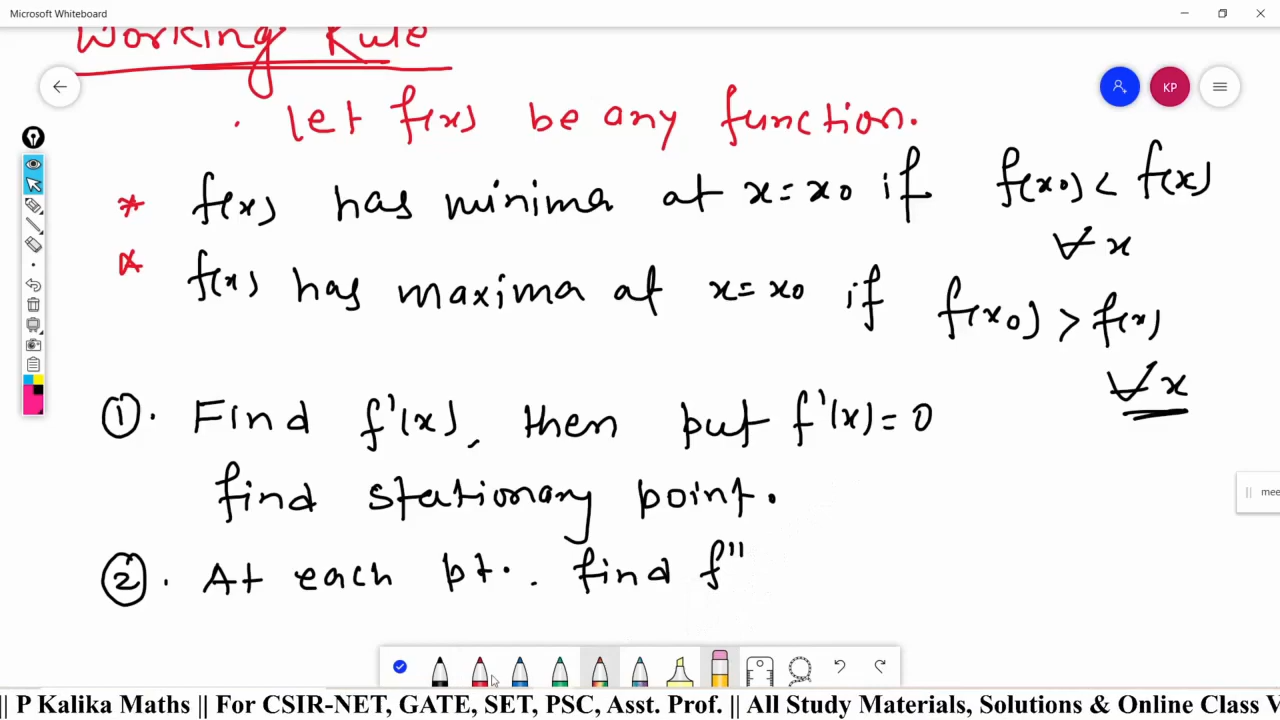 Microsoft Whiteboard
Working Rule
KP
. let f(x) be any function.
* f(x) has minima at x = x0 if f(x0) < f(x)
∀ x
* f(x) has maxima at x = x0 if f(x0) > f(x)
∀ x
①. Find f'(x), then put f'(x) = 0
find stationary point.
②. At each pt. . find f''
mee
|| P Kalika Maths || For CSIR-NET, GATE, SET, PSC, Asst. Prof. || All Study Materials, Solutions & Online Class V